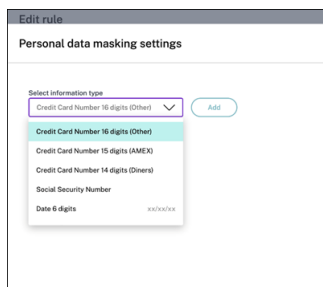 Edit rule
Personal data masking settings
Select information type
Credit Card Number 16 digits (Other)
Add
Credit Card Number 16 digits (Other)
Credit Card Number 15 digits (AMEX)
Credit Card Number 14 digits (Diners)
Social Security Number
Date 6 digits xx/xx/xx